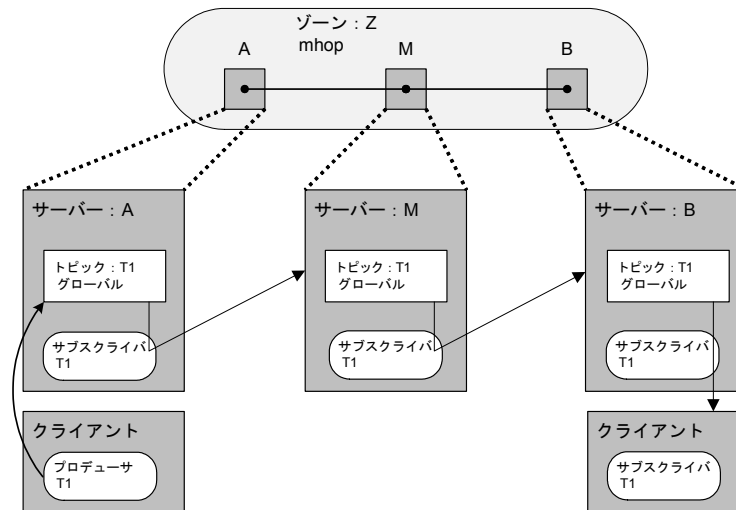 ゾーン：Z
mhop
A
M
B
サーバー：A
トピック：T1
グローバル
サブスクライバ
T1
サーバー：M
トピック：T1
グローバル
サブスクライバ
T1
サーバー：B
トピック：T1
グローバル
サブスクライバ
T1
クライアント
プロデューサ
T1
クライアント
サブスクライバ
T1